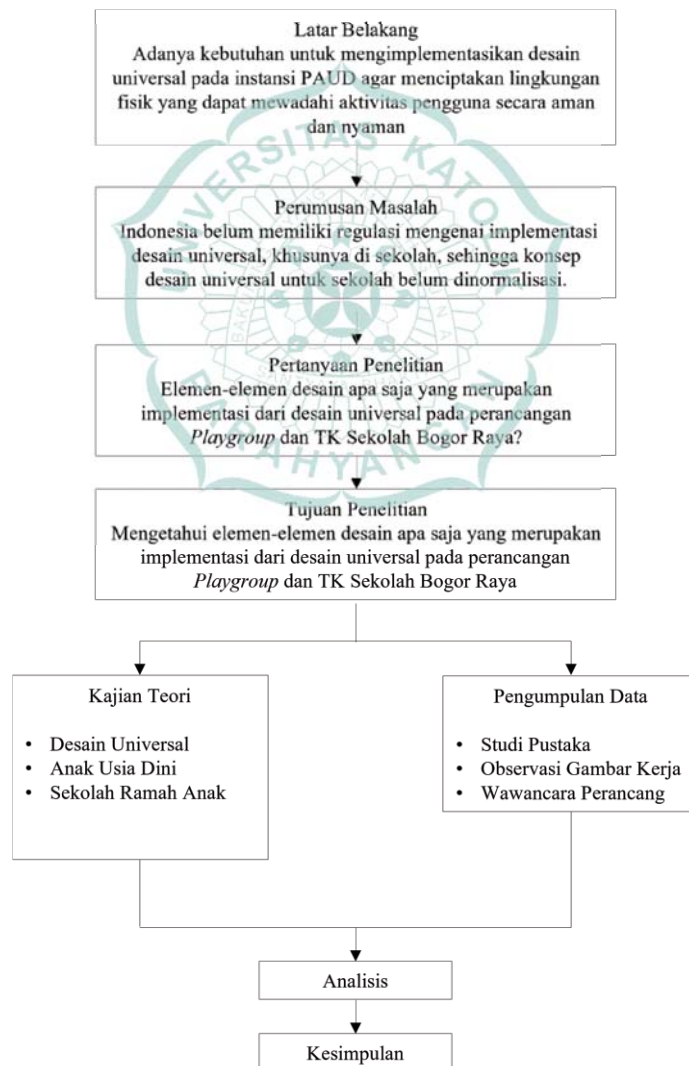 Latar Belakang
Adanya kebutuhan untuk mengimplementasikan desain
universal pada instansi PAUD agar menciptakan lingkungan
fisik yang dapat mewadahi aktivitas pengguna secara aman
dan nyaman
UNIVERSITAS KATOLIK
Perumusan Masalah
Indonesia belum memiliki regulasi mengenai implementasi
desain universal, khusunya di sekolah, sehingga konsep
desain universal untuk sekolah belum dinormalisasi.
Pertanyaan Penelitian
Elemen-elemen desain apa saja yang merupakan
implementasi dari desain universal pada perancangan
Playgroup dan TK Sekolah Bogor Raya?
PARAHYANGAN
Tujuan Penelitian
Mengetahui elemen-elemen desain apa saja yang merupakan
implementasi dari desain universal pada perancangan
Playgroup dan TK Sekolah Bogor Raya
Kajian Teori
• Desain Universal
• Anak Usia Dini
• Sekolah Ramah Anak
Pengumpulan Data
• Studi Pustaka
• Observasi Gambar Kerja
• Wawancara Perancang
Analisis
Kesimpulan